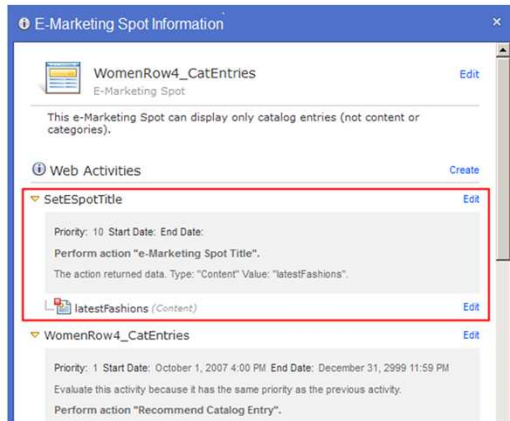 E-Marketing Spot Information
WomenRow4_CatEntries
Edit
E-Marketing Spot
This e-Marketing Spot can display only catalog entries (not content or
categories).
Web Activities
Create
SetESpotTitle
Edit
Priority: 10 Start Date: End Date:
Perform action "e-Marketing Spot Title".
The action returned data. Type: "Content" Value: "latestFashions".
latestFashions (Content)
Edit
WomenRow4_CatEntries
Edit
Priority: 1 Start Date: October 1, 2007 4:00 PM End Date: December 31, 2999 11:59 PM
Evaluate this activity because it has the same priority as the previous activity.
Perform action "Recommend Catalog Entry".